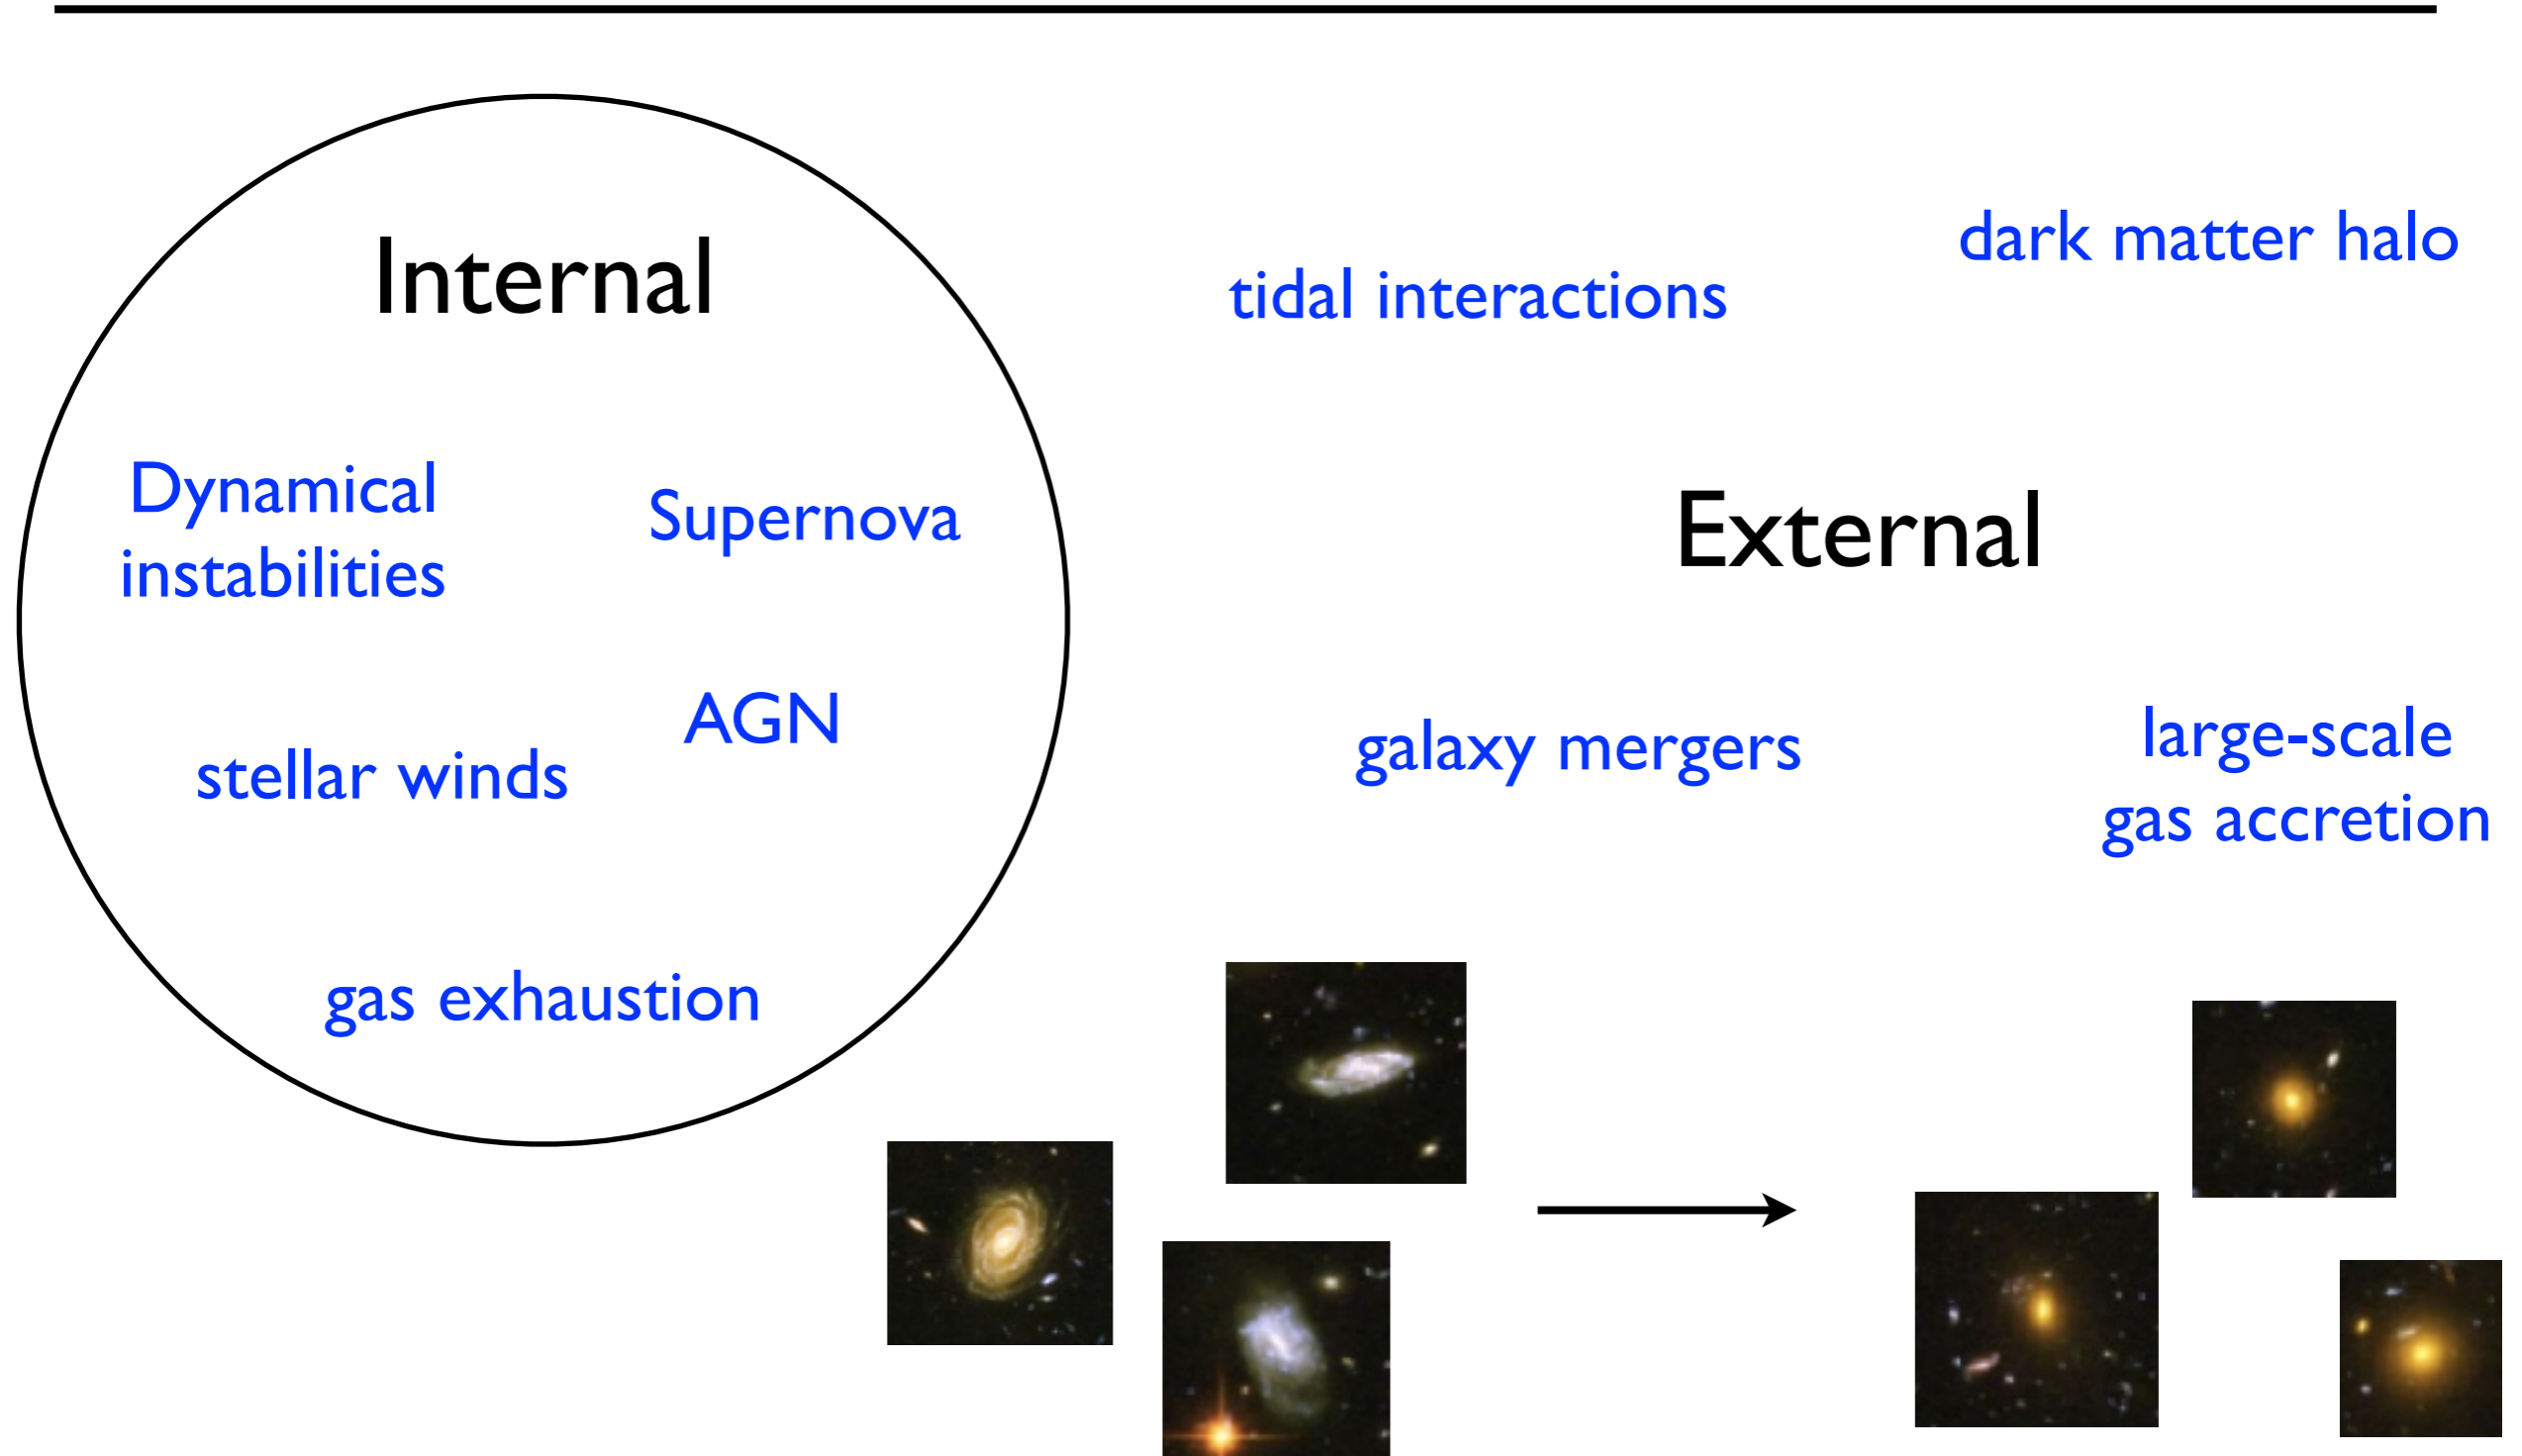 Internal
Dynamical
instabilities
Supernova
AGN
stellar winds
gas exhaustion
tidal interactions
dark matter halo
External
galaxy mergers
large-scale
gas accretion